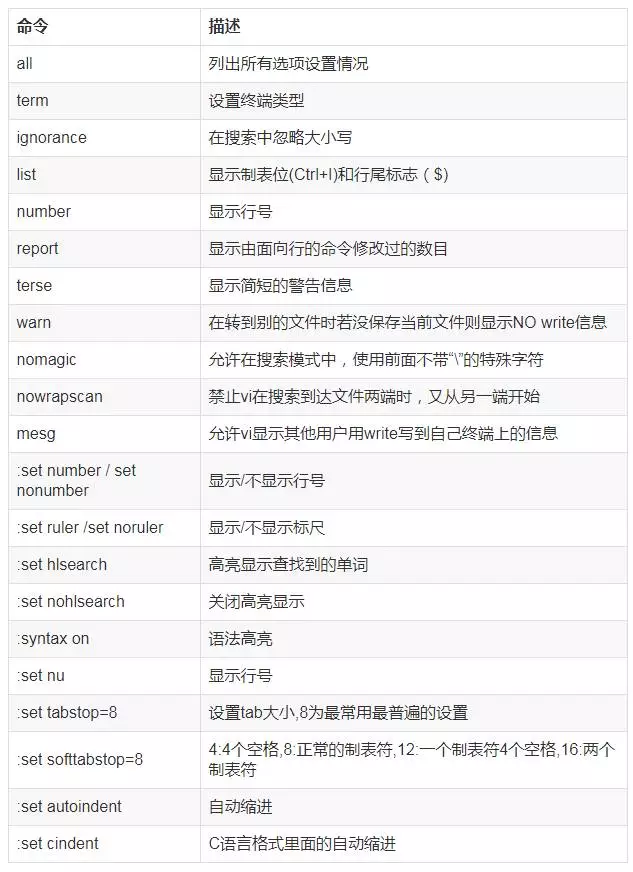 命令 描述
all 列出所有选项设置情况
term 设置终端类型
ignorance 在搜索中忽略大小写
list 显示制表位(Ctrl+I)和行尾标志（$)
number 显示行号
report 显示由面向行的命令修改过的数目
terse 显示简短的警告信息
warn 在转到别的文件时若没保存当前文件则显示NO write信息
nomagic 允许在搜索模式中，使用前面不带“\”的特殊字符
nowrapscan 禁止vi在搜索到达文件两端时，又从另一端开始
mesg 允许vi显示其他用户用write写到自己终端上的信息
:set number / set
nonumber
显示/不显示行号
:set ruler /set noruler 显示/不显示标尺
:set hlsearch 高亮显示查找到的单词
:set nohlsearch 关闭高亮显示
:syntax on 语法高亮
:set nu 显示行号
:set tabstop=8 设置tab大小,8为最常用最普遍的设置
:set softtabstop=8
4:4个空格,8:正常的制表符,12:一个制表符4个空格,16:两个
制表符
:set autoindent 自动缩进
:set cindent C语言格式里面的自动缩进